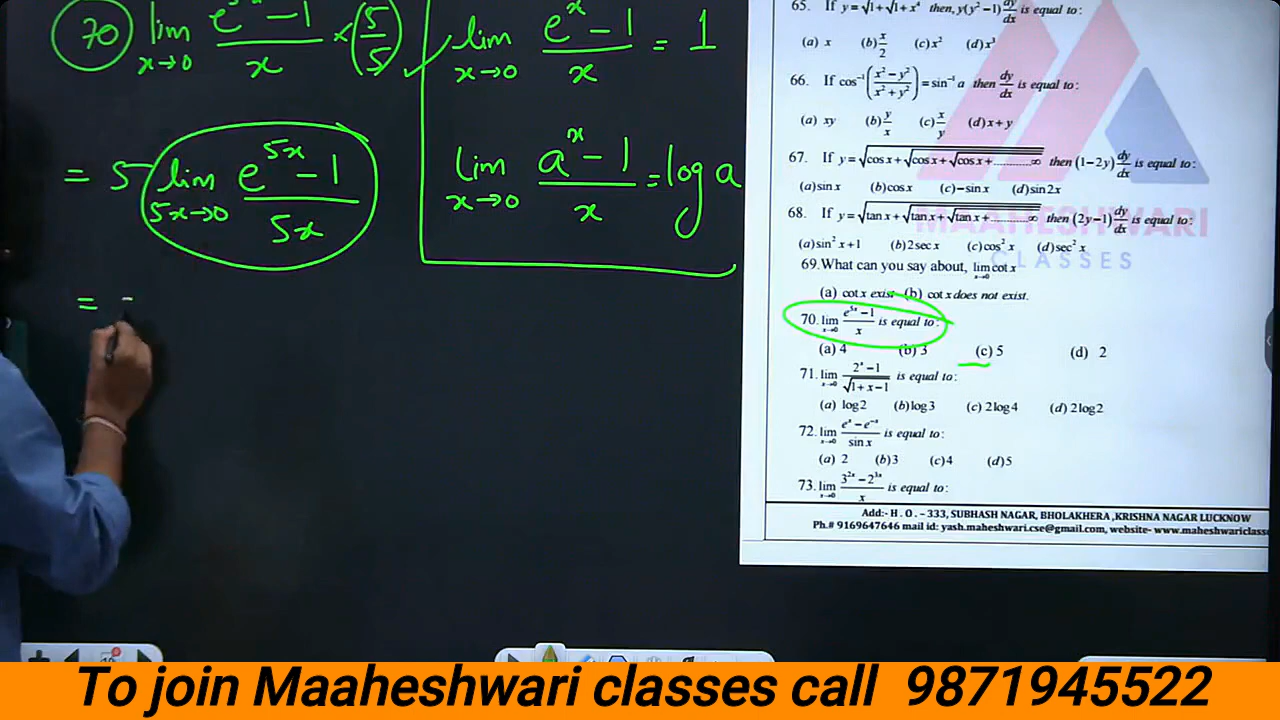 70 lim x→0 e^5x − 1 / x × (5/5)
= 5 lim 5x→0 e^5x − 1 / 5x
=
lim x→0 e^x − 1 / x = 1
lim x→0 a^x − 1 / x = log a
65. If y = √1 + √1 + x⁴ then, y(y² − 1) dy/dx is equal to:
(a) x (b) x/2 (c) x² (d) x³
66. If cos⁻¹ (x² − y² / x² + y²) = sin⁻¹ a then dy/dx is equal to:
(a) xy (b) y/x (c) x/y (d) x + y
67. If y = √cos x + √cos x + √cos x + ...........∞ then (1 − 2y) dy/dx is equal to:
(a) sin x (b) cos x (c) − sin x (d) sin 2x
68. If y = √tan x + √tan x + √tan x + ...........∞ then (2y − 1) dy/dx is equal to:
(a) sin² x + 1 (b) 2 sec x (c) cos² x (d) sec² x
MAAHESHWARI
CLASSES
69. What can you say about, lim x→0 cot x
(a) cot x exist (b) cot x does not exist.
70. lim x→0 e^5x − 1 / x is equal to:
(a) 4 (b) 3 (c) 5 (d) 2
71. lim x→0 2^x − 1 / √1 + x − 1 is equal to:
(a) log 2 (b) log 3 (c) 2 log 4 (d) 2 log 2
72. lim x→0 e^x − e^−x / sin x is equal to:
(a) 2 (b) 3 (c) 4 (d) 5
73. lim x→0 3^2x − 2^3x / x is equal to:
Add:- H . O . - 333, SUBHASH NAGAR, BHOLAKHERA ,KRISHNA NAGAR LUCKNOW
Ph.# 9169647646 mail id: yash.maheshwari.cse@gmail.com, website- www.maheshwariclasse
To join Maaheshwari classes call 9871945522